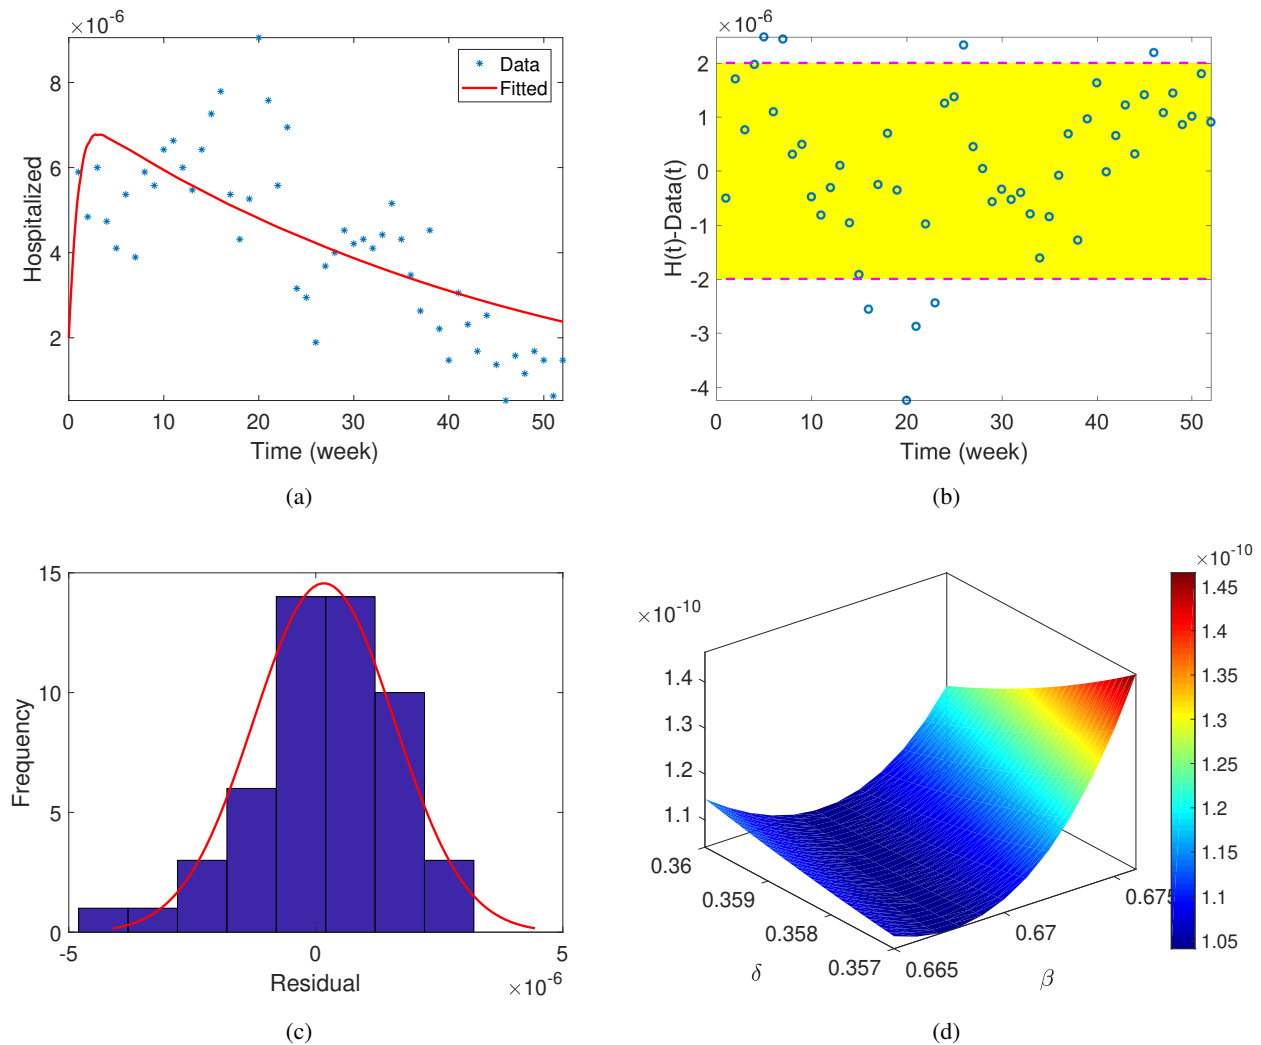 ×10-6
8
6
4
2
Hospitalized
Data
Fitted
0 10 20 30 40 50
Time (week)
(a)
×10-6
2
1
0
-1
-2
-3
-4
H(t)-Data(t)
0 10 20 30 40 50
Time (week)
(b)
15
10
5
0
Frequency
-5 0 5
Residual
×10-6
(c)
×10-10
1.4
1.3
1.2
1.1
0.36
0.359
0.358
0.357
δ
0.665
0.67
0.675
β
×10-10
1.45
1.4
1.35
1.3
1.25
1.2
1.15
1.1
1.05
(d)